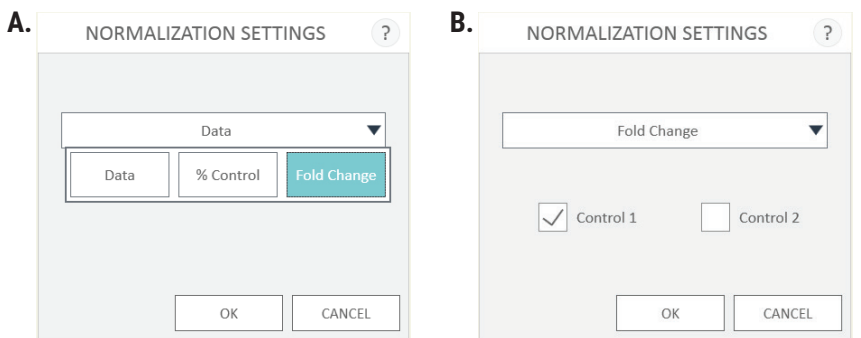 A.
NORMALIZATION SETTINGS ?
Data
Data % Control Fold Change
OK CANCEL
B.
NORMALIZATION SETTINGS ?
Fold Change
Control 1 Control 2
OK CANCEL